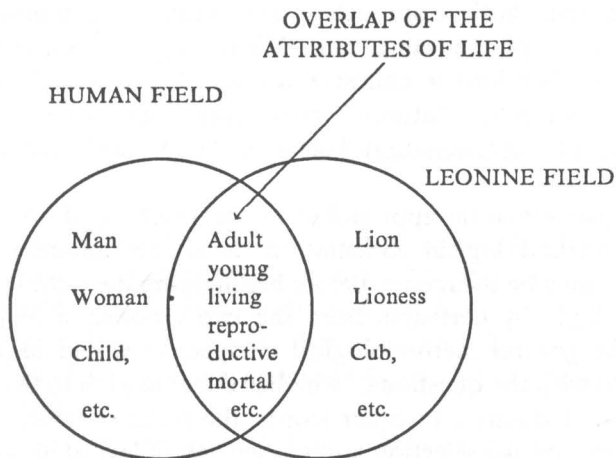 OVERLAP OF THE
ATTRIBUTES OF LIFE
HUMAN FIELD
LEONINE FIELD
Man
Woman
Child,
etc.
Adult
young
living
repro-
ductive
mortal
etc.
Lion
Lioness
Cub,
etc.